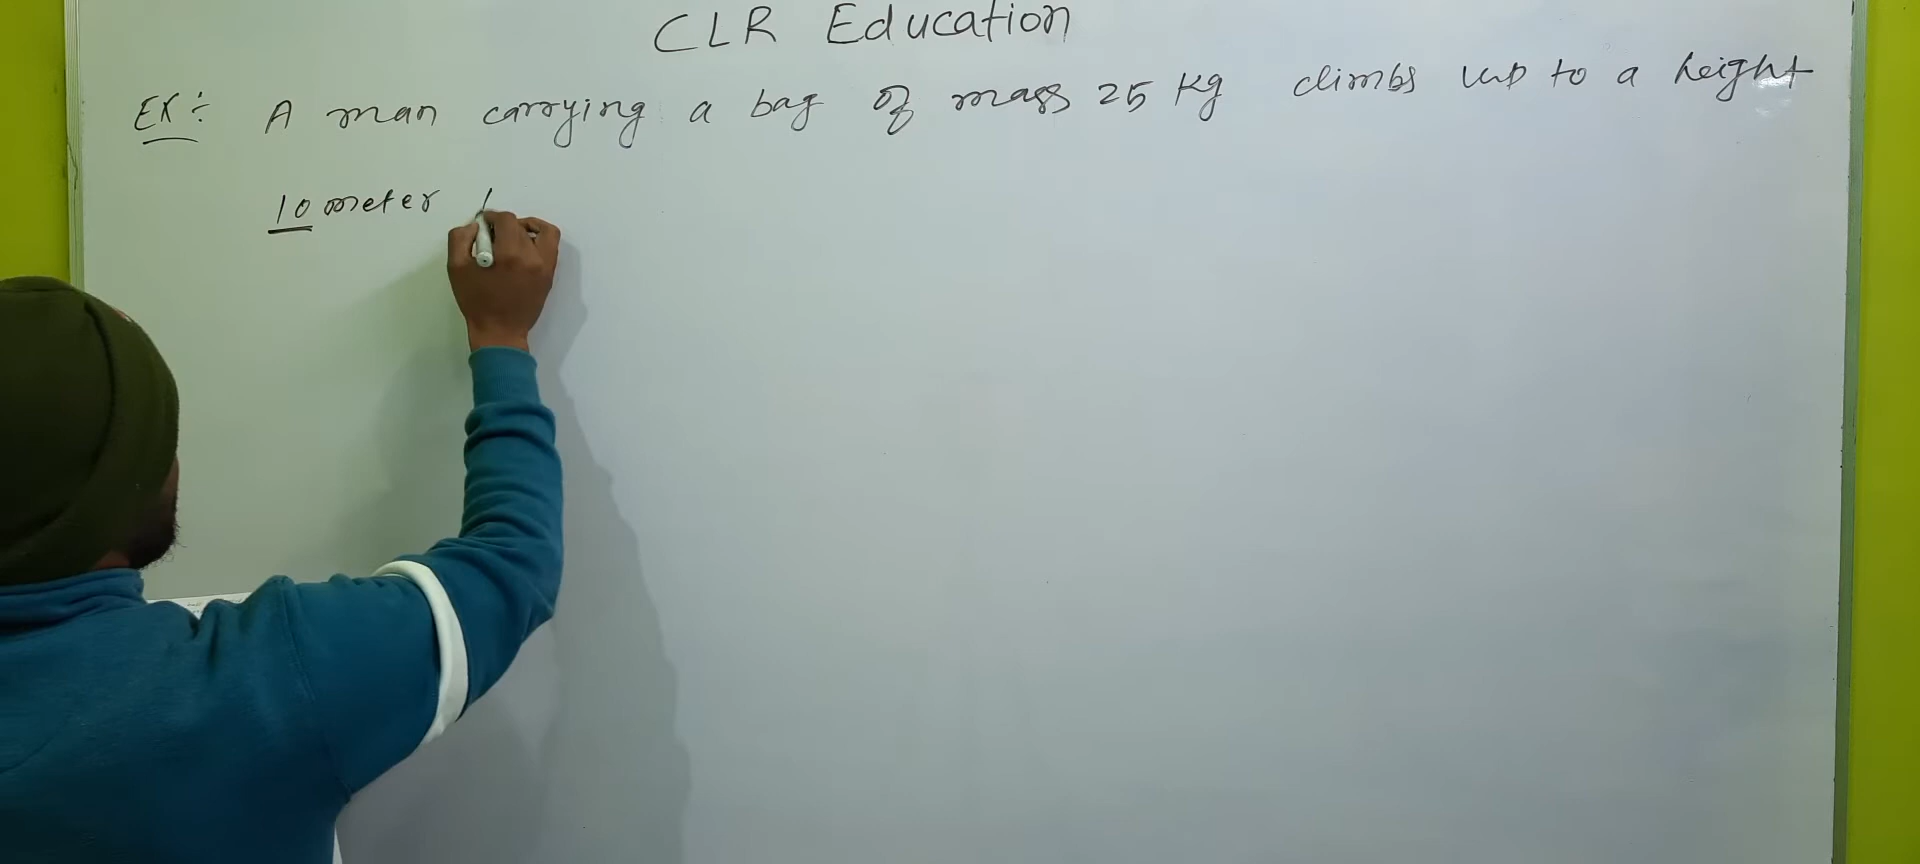 CLR Education
EX÷ A man carrying a bag of mass 25 Kg climbs up to a height
10 meter